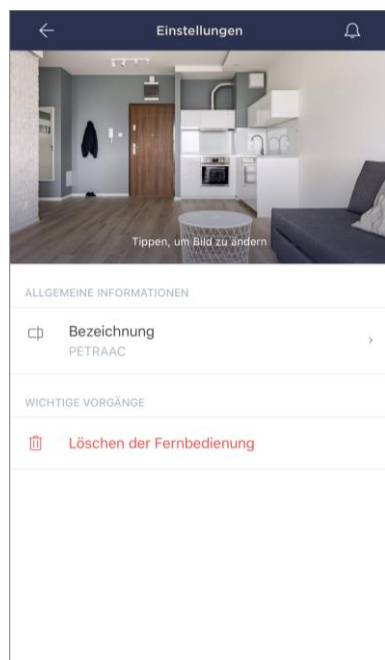 Einstellungen
Tippen, um Bild zu ändern
ALLGEMEINE INFORMATIONEN
Bezeichnung
PETRAAC
WICHTIGE VORGÄNGE
Löschen der Fernbedienung